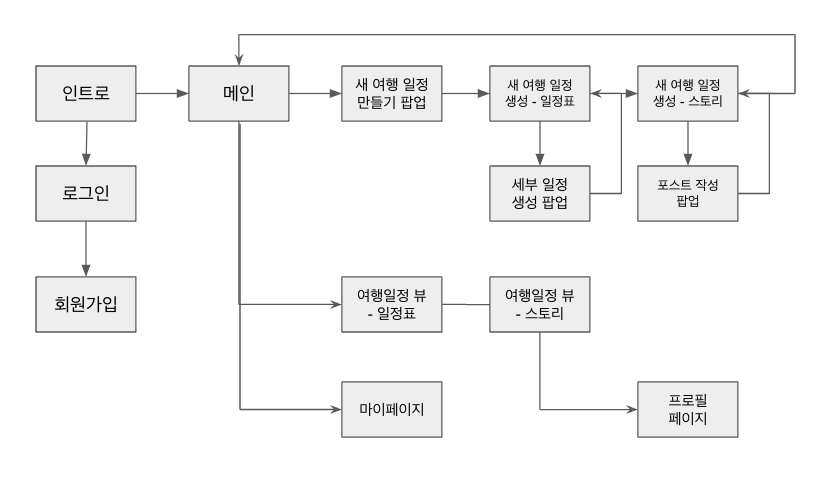 인트로
메인
새 여행 일정
만들기 팝업
새 여행 일정
생성 - 일정표
새 여행 일정
생성 - 스토리
로그인
세부 일정
생성 팝업
포스트 작성
팝업
회원가입
여행일정 뷰
- 일정표
여행일정 뷰
- 스토리
마이페이지
프로필
페이지